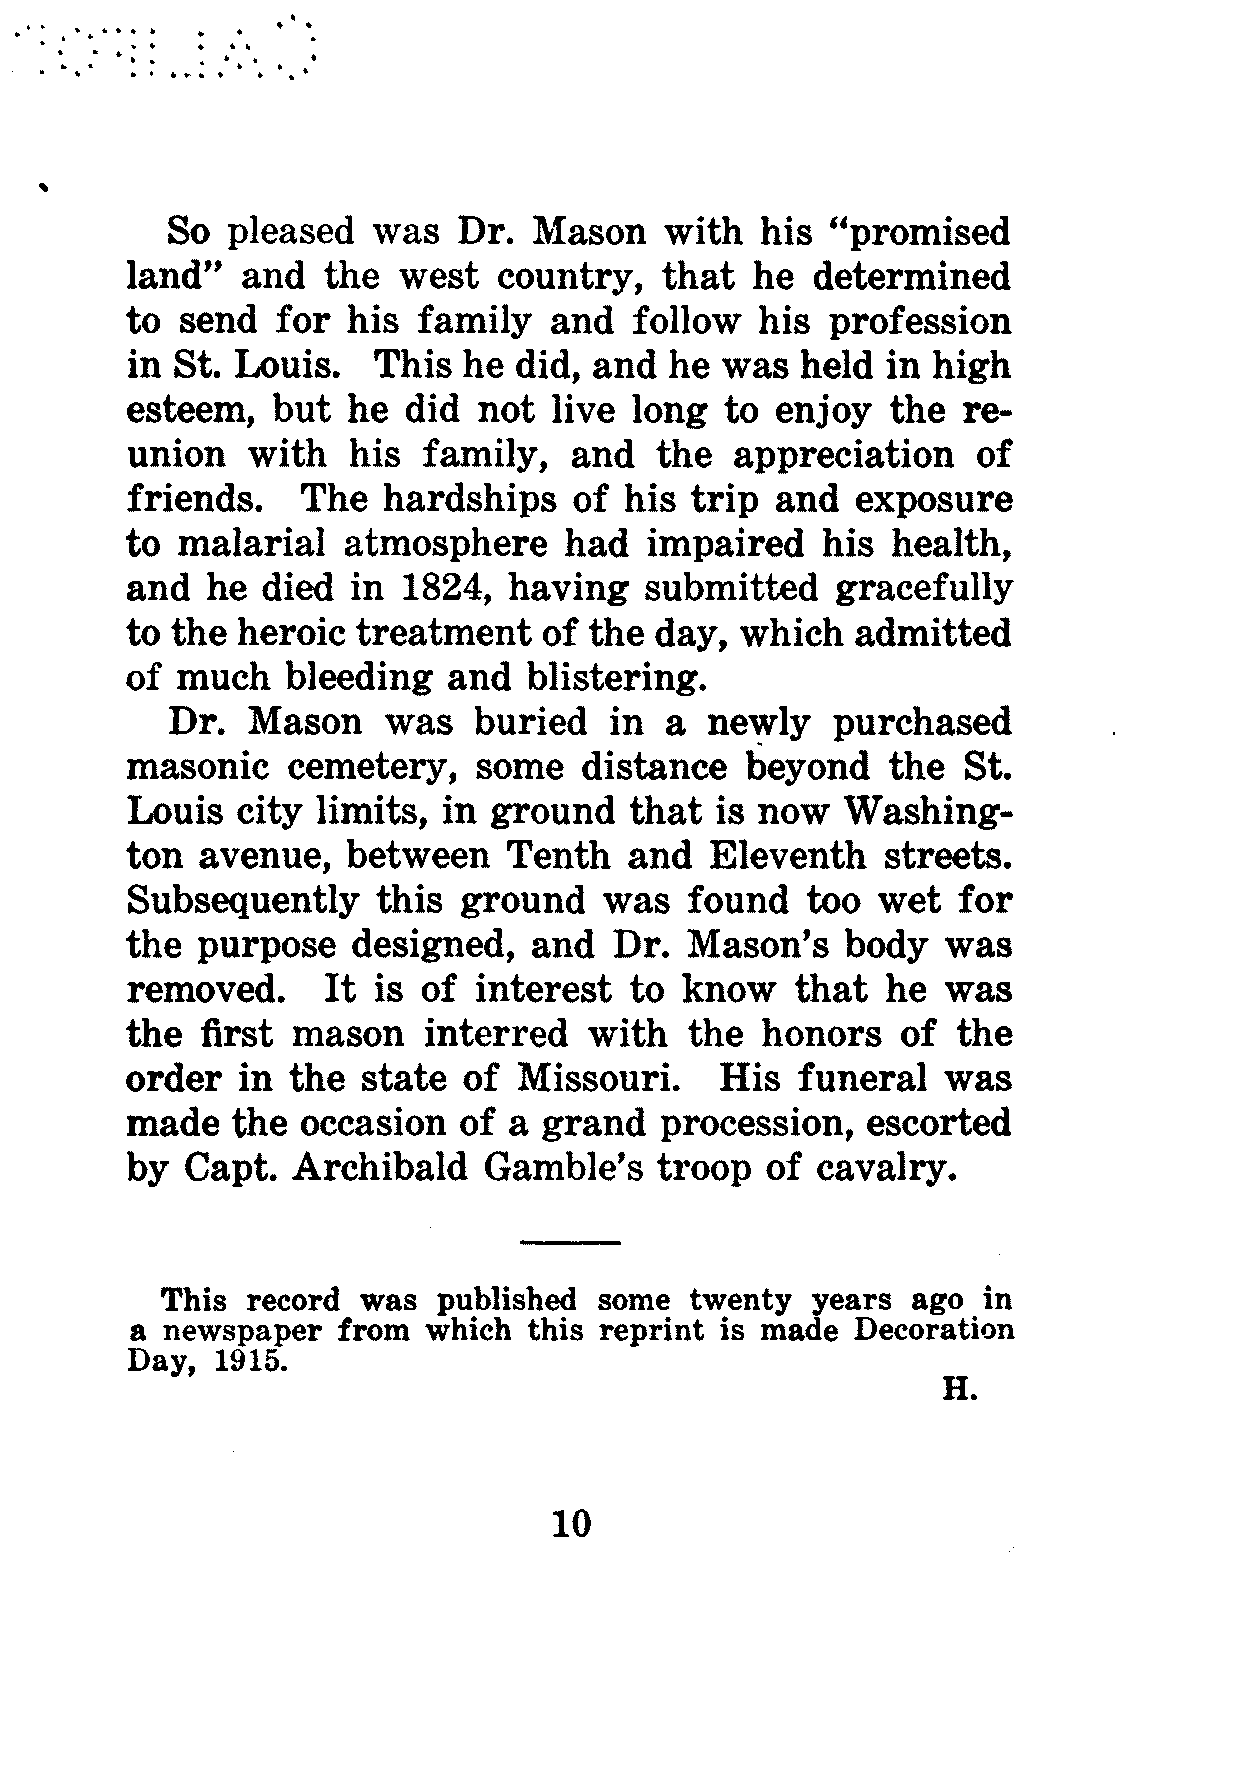 So pleased was Dr. Mason with his “promised
land” and the west country, that he determined
to send for his family and follow his profession
in St. Louis. This he did, and he was held in high
esteem, but he did not live long to enjoy the re-
union with his family, and the appreciation of
friends. The hardships of his trip and exposure
to malarial atmosphere had impaired his health,
and he died in 1824, having submitted gracefully
to the heroic treatment of the day, which admitted
of much bleeding and blistering.
Dr. Mason was buried in a newly purchased
masonic cemetery, some distance beyond the St.
Louis city limits, in ground that is now Washing-
ton avenue, between Tenth and Eleventh streets.
Subsequently this ground was found too wet for
the purpose designed, and Dr. Mason's body was
removed. It is of interest to know that he was
the first mason interred with the honors of the
order in the state of Missouri. His funeral was
made the occasion of a grand procession, escorted
by Capt. Archibald Gamble's troop of cavalry.
This record was published some twenty years ago in
a newspaper from which this reprint is made Decoration
Day, 1915.
H.
10